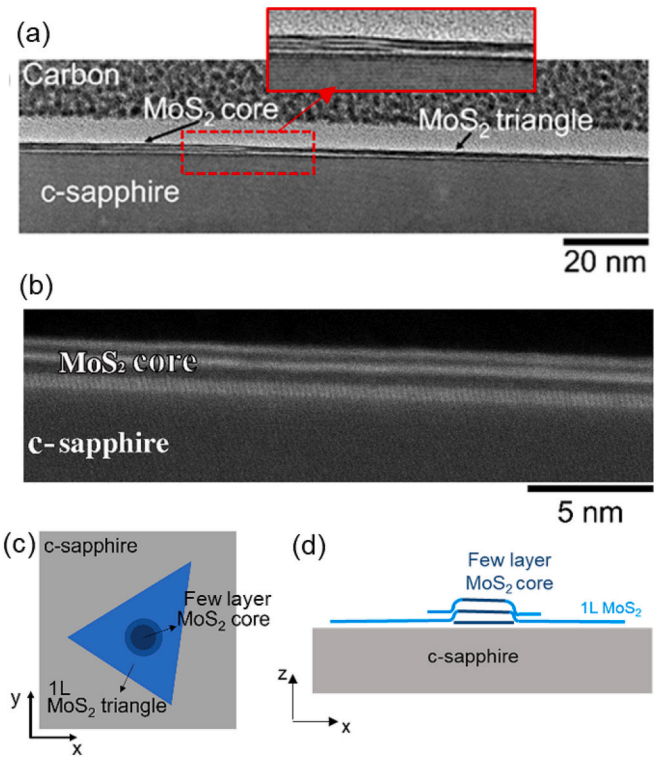 (a)
Carbon
MoS₂ core
MoS₂ triangle
c-sapphire
20 nm
(b)
MoS₂ core
c-sapphire
5 nm
(c)
c-sapphire
Few layer
MoS₂ core
1L
MoS₂ triangle
y
x
(d)
Few layer
MoS₂ core
1L MoS₂
c-sapphire
z
x